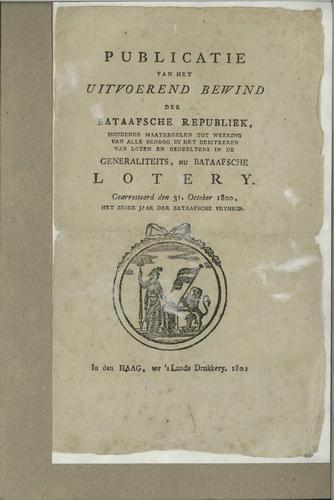 PUBLICATIE
VAN HET
UITVOEREND BEWIND
DER
BATAAFSCHE REPUBLIEK,
HOUDENDE MAATREGELEN TOT WEERING
VAN ALLE BEDROG BY HET DEBITEEREN
VAN LOTEN EN GEDEELTENS IN DE
GENERALITEITS, NU BATAAFSCHE
LOTERY.
Gearresteerd den 31. October 1800,
HET ZESDE JAAR DER BATAAFSCHE VRYHEID.
In den HAAG, ter 's Lands Drukkery. 1802